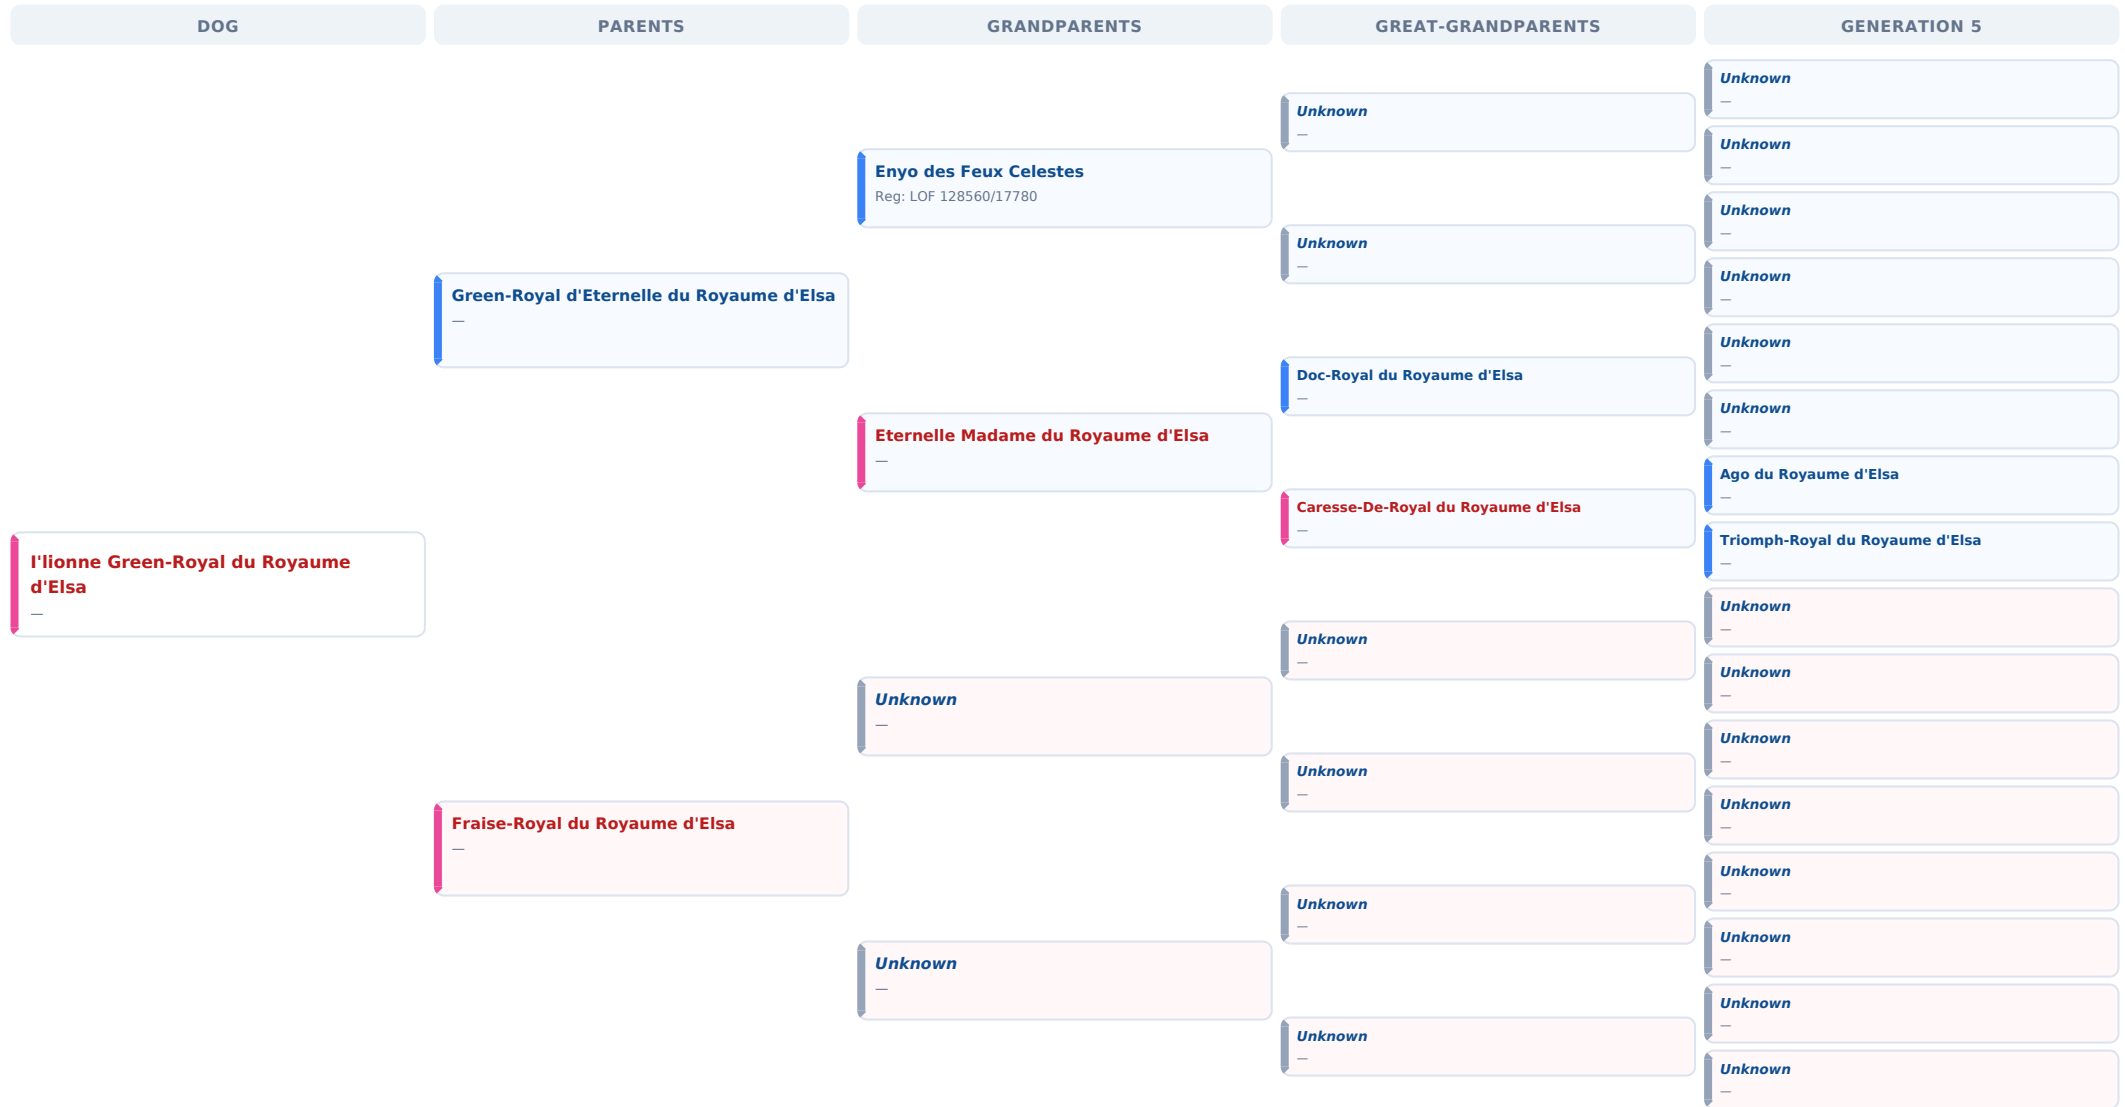 DOG
PARENTS
GRANDPARENTS
GREAT-GRANDPARENTS
GENERATION 5
I'lionne Green-Royal du Royaume
d'Elsa
—
Green-Royal d'Eternelle du Royaume d'Elsa
—
Fraise-Royal du Royaume d'Elsa
—
Enyo des Feux Celestes
Reg: LOF 128560/17780
Eternelle Madame du Royaume d'Elsa
—
Unknown
—
Unknown
—
Unknown
—
Unknown
—
Doc-Royal du Royaume d'Elsa
—
Caresse-De-Royal du Royaume d'Elsa
—
Unknown
—
Unknown
—
Unknown
—
Unknown
—
Unknown
—
Unknown
—
Unknown
—
Unknown
—
Unknown
—
Unknown
—
Ago du Royaume d'Elsa
—
Triomph-Royal du Royaume d'Elsa
—
Unknown
—
Unknown
—
Unknown
—
Unknown
—
Unknown
—
Unknown
—
Unknown
—
Unknown
—